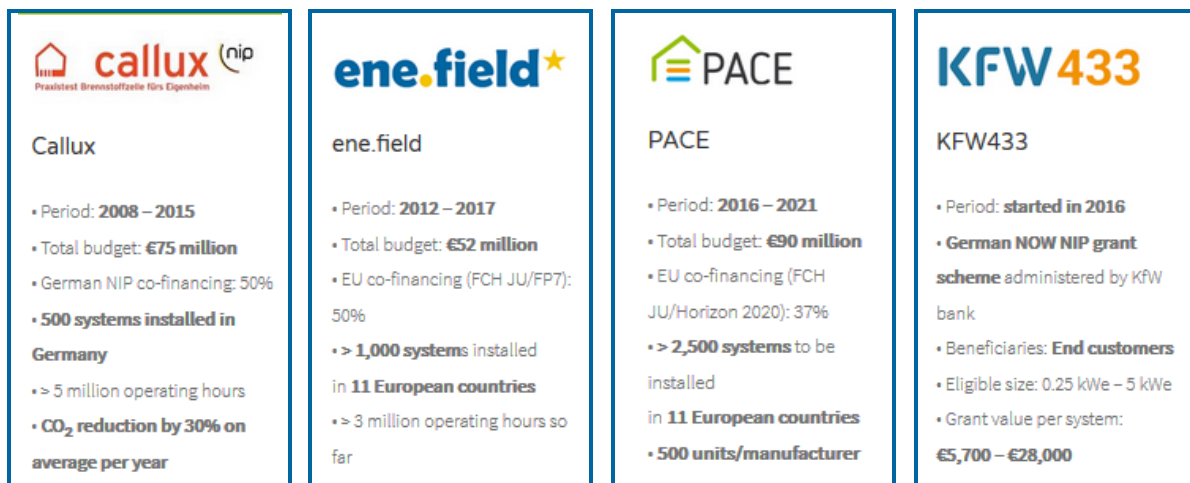 callux (nip
Praxistest Brennstoffzelle fürs Eigenheim
Callux
• Period: 2008 – 2015
• Total budget: €75 million
• German NIP co-financing: 50%
• 500 systems installed in
Germany
• > 5 million operating hours
• CO₂ reduction by 30% on
average per year
ene.field
ene.field
• Period: 2012 – 2017
• Total budget: €52 million
• EU co-financing (FCH JU/FP7):
50%
• > 1,000 systems installed
in 11 European countries
• > 3 million operating hours so
far
PACE
PACE
• Period: 2016 – 2021
• Total budget: €90 million
• EU co-financing (FCH
JU/Horizon 2020): 37%
• > 2,500 systems to be
installed
in 11 European countries
• 500 units/manufacturer
KFW433
KFW433
• Period: started in 2016
• German NOW NIP grant
scheme administered by KfW
bank
• Beneficiaries: End customers
• Eligible size: 0.25 kWe – 5 kWe
• Grant value per system:
€5,700 – €28,000